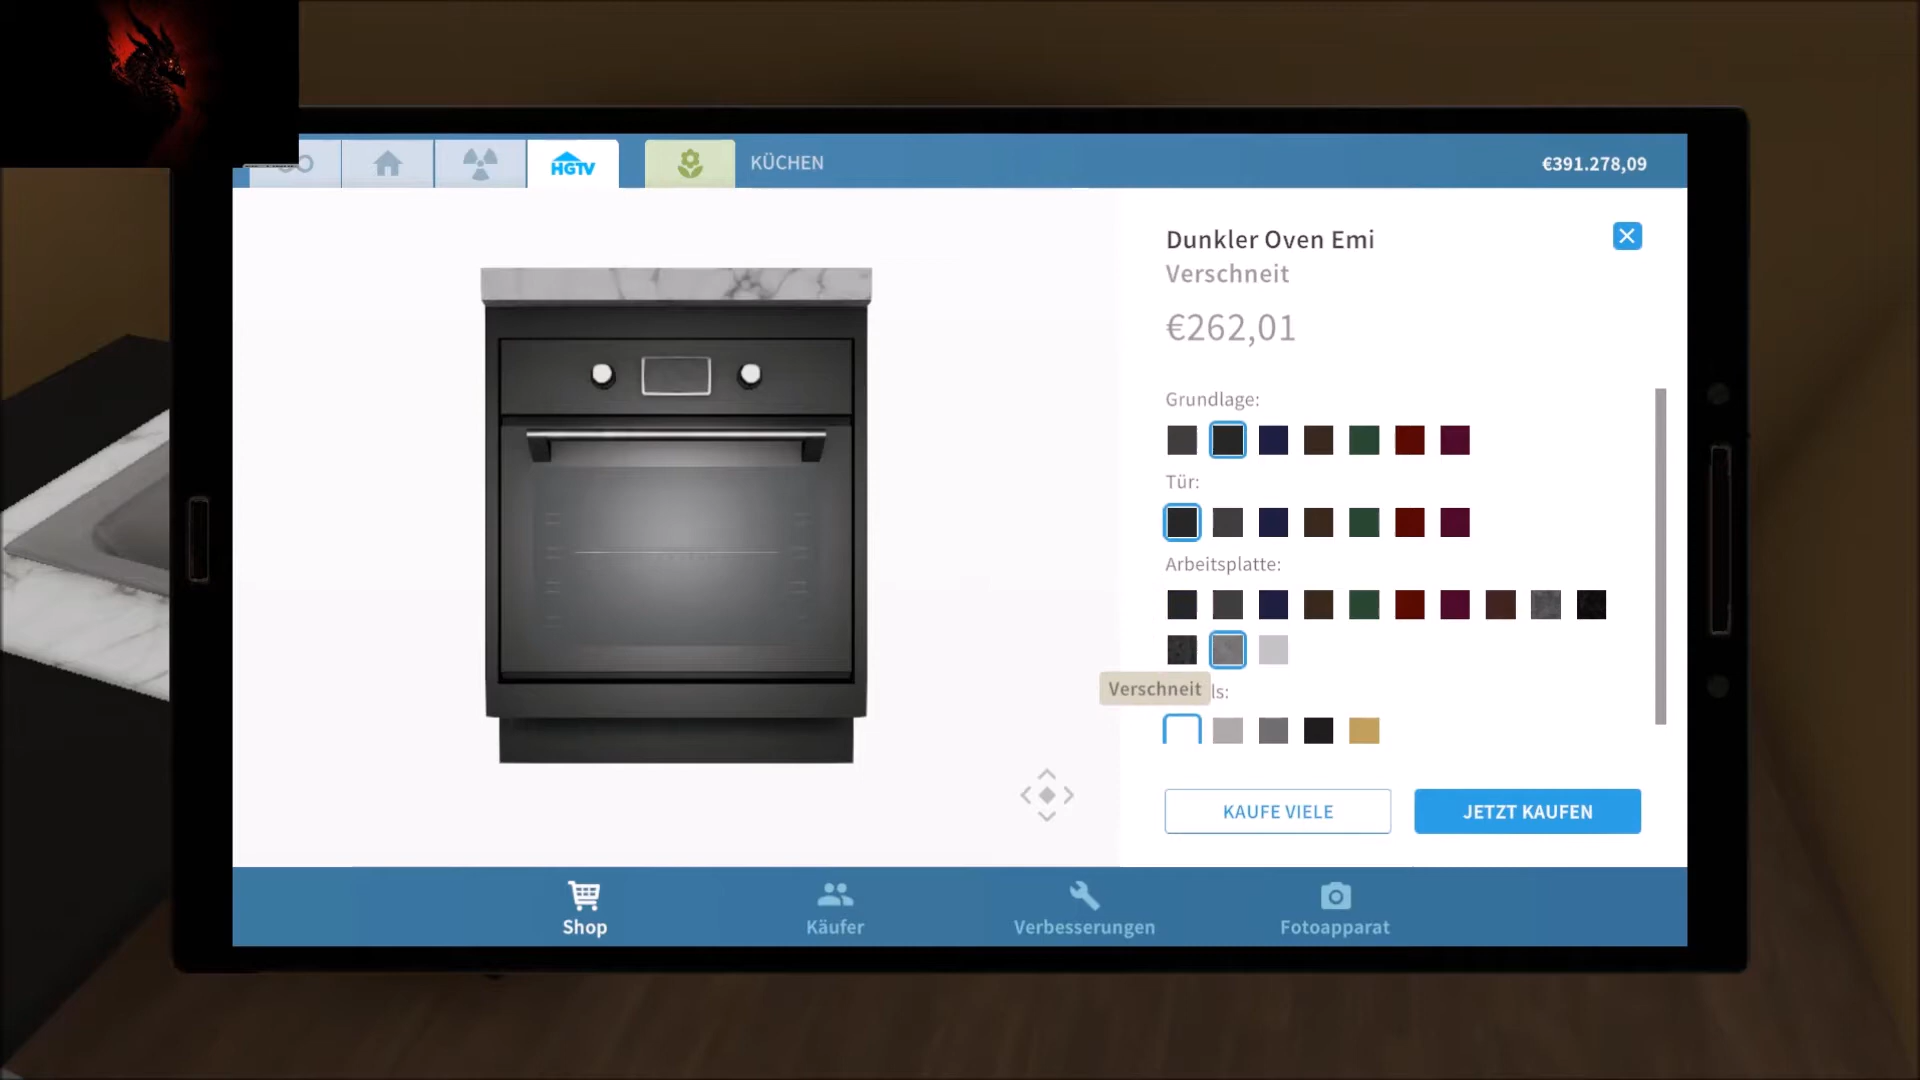 HGTV
KÜCHEN
€391.278,09
Dunkler Oven Emi
Verschneit
€262,01
Grundlage:
Tür:
Arbeitsplatte:
Verschneit
ls:
KAUFE VIELE
JETZT KAUFEN
Shop
Käufer
Verbesserungen
Fotoapparat